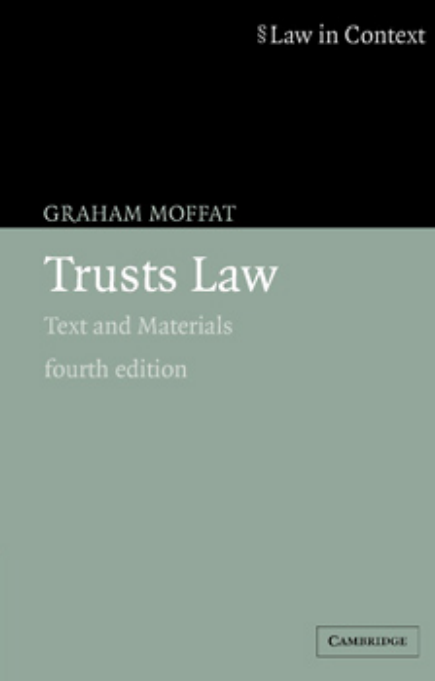 §Law in Context
GRAHAM MOFFAT
Trusts Law
Text and Materials
fourth edition
CAMBRIDGE